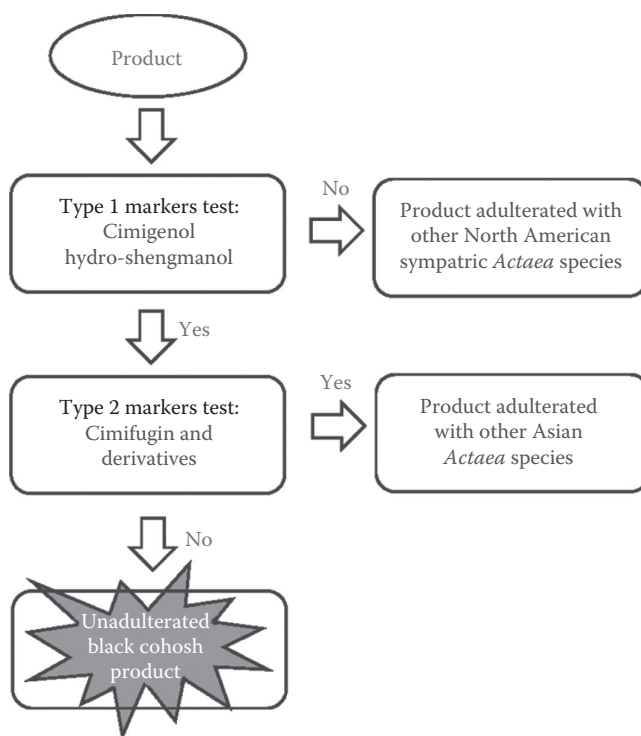 Product
Type 1 markers test:
Cimigenol
hydro-shengmanol
No
Product adulterated with
other North American
sympatric Actaea species
Yes
Type 2 markers test:
Cimifugin and
derivatives
Yes
Product adulterated
with other Asian
Actaea species
No
Unadulterated
black cohosh
product